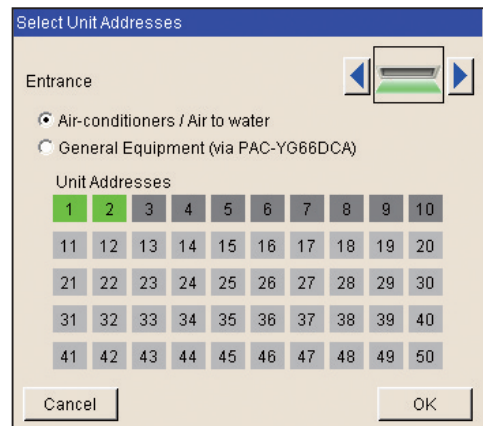 Select Unit Addresses
Entrance
Air-conditioners / Air to water
General Equipment (via PAC-YG66DCA)
Unit Addresses
1 2 3 4 5 6 7 8 9 10
11 12 13 14 15 16 17 18 19 20
21 22 23 24 25 26 27 28 29 30
31 32 33 34 35 36 37 38 39 40
41 42 43 44 45 46 47 48 49 50
Cancel OK